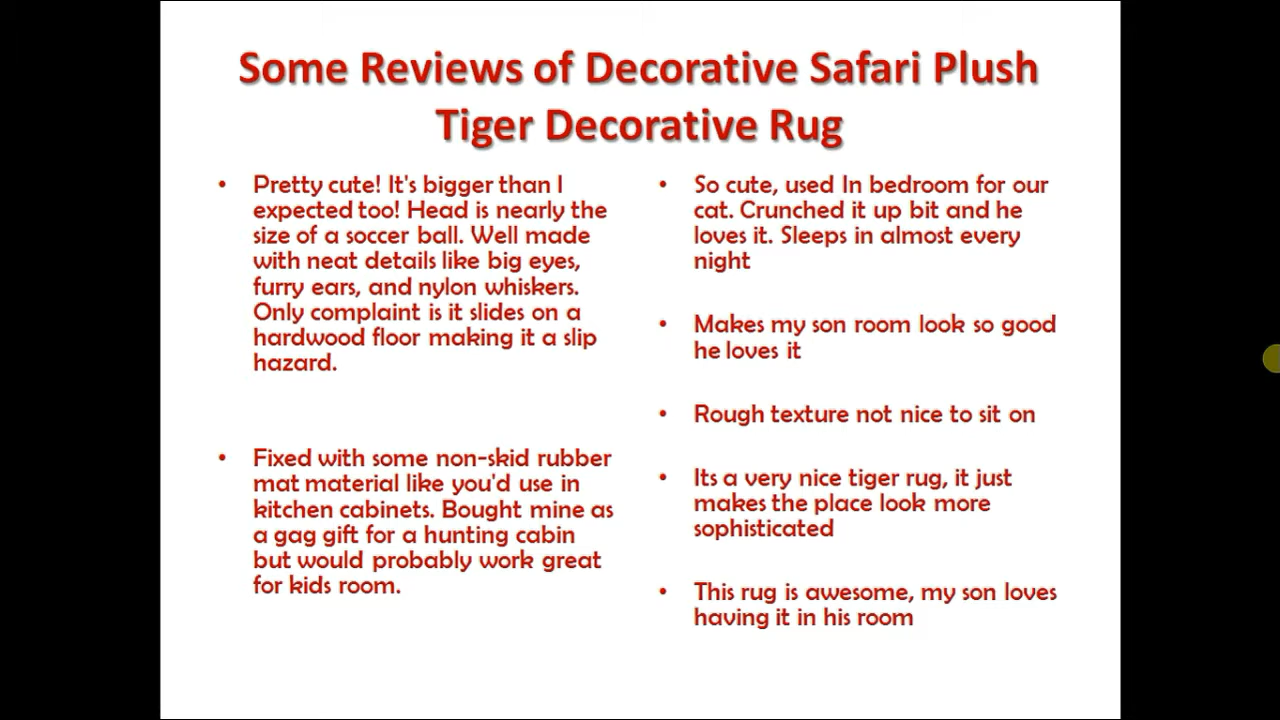 Some Reviews of Decorative Safari Plush
Tiger Decorative Rug
• Pretty cute! It's bigger than I
expected too! Head is nearly the
size of a soccer ball. Well made
with neat details like big eyes,
furry ears, and nylon whiskers.
Only complaint is it slides on a
hardwood floor making it a slip
hazard.
• Fixed with some non-skid rubber
mat material like you'd use in
kitchen cabinets. Bought mine as
a gag gift for a hunting cabin
but would probably work great
for kids room.
• So cute, used In bedroom for our
cat. Crunched it up bit and he
loves it. Sleeps in almost every
night
• Makes my son room look so good
he loves it
• Rough texture not nice to sit on
• Its a very nice tiger rug, it just
makes the place look more
sophisticated
• This rug is awesome, my son loves
having it in his room